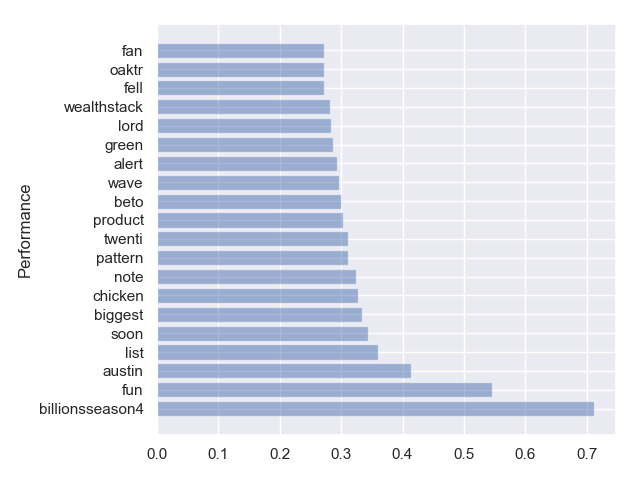 fan
oaktr
fell
wealthstack
lord
green
alert
wave
beto
product
twenti
pattern
note
chicken
biggest
soon
list
austin
fun
billionsseason4
Performance
0.0 0.1 0.2 0.3 0.4 0.5 0.6 0.7